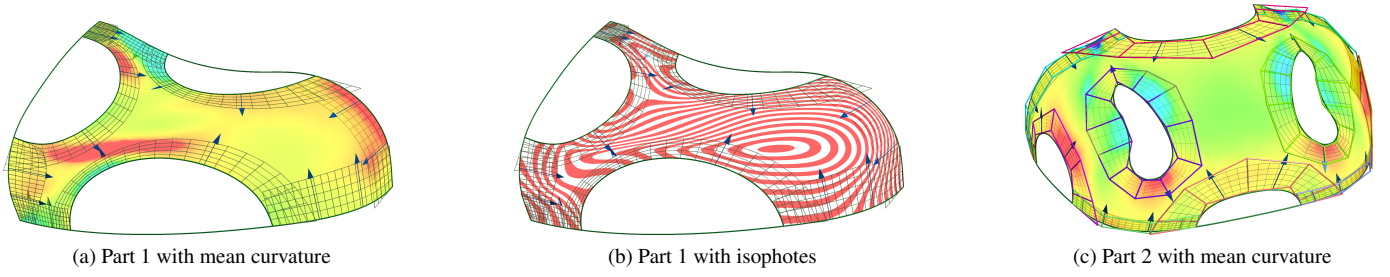 (a) Part 1 with mean curvature
(b) Part 1 with isophotes
(c) Part 2 with mean curvature